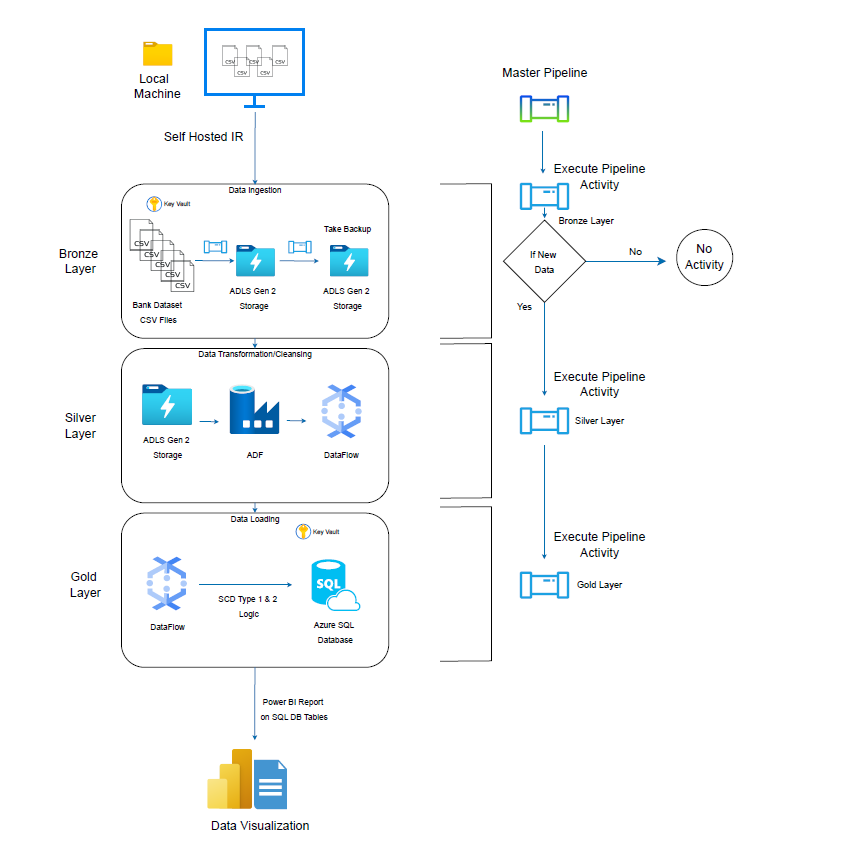 CSV
CSV
CSV
CSV
CSV
Local
Machine
Self Hosted IR
Data Ingestion
Key Vault
Bronze
Layer
CSV
CSV
CSV
CSV
CSV
Bank Dataset
CSV Files
ADLS Gen 2
Storage
Take Backup
ADLS Gen 2
Storage
Data Transformation/Cleansing
Silver
Layer
ADLS Gen 2
Storage
ADF
DataFlow
Data Loading
Key Vault
Gold
Layer
DataFlow
SCD Type 1 & 2
Logic
SQL
Azure SQL
Database
Power BI Report
on SQL DB Tables
Data Visualization
Master Pipeline
Execute Pipeline
Activity
Bronze Layer
If New
Data
No
No
Activity
Yes
Execute Pipeline
Activity
Silver Layer
Execute Pipeline
Activity
Gold Layer